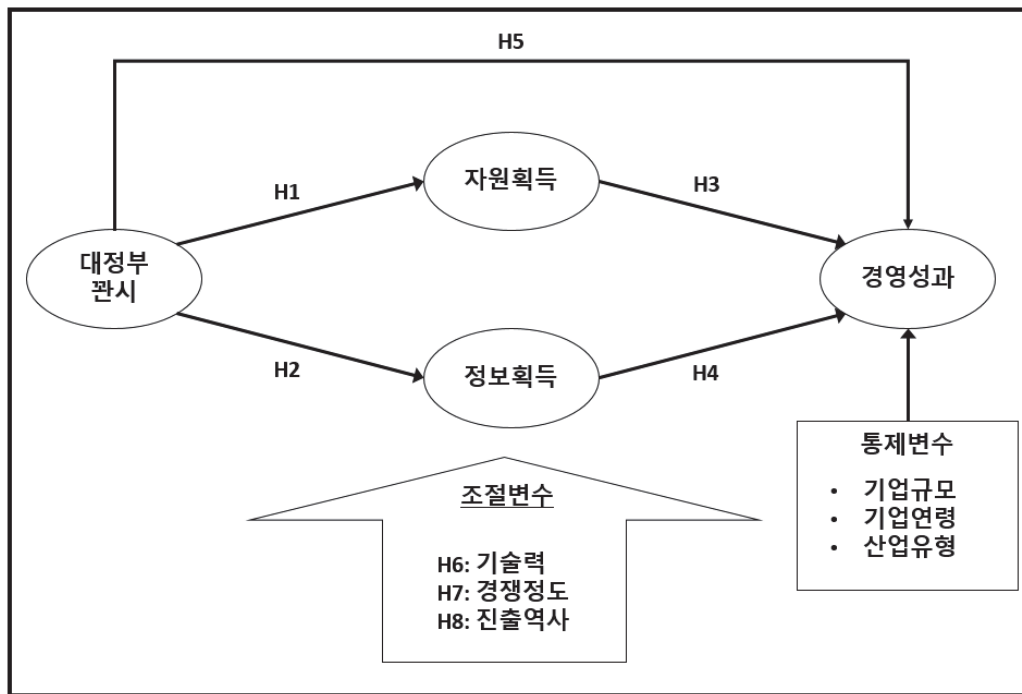 H5
자원획득
H1
H3
대정부
꽌시
경영성과
H2
정보획득
H4
통제변수
• 기업규모
• 기업연령
• 산업유형
조절변수
H6: 기술력
H7: 경쟁정도
H8: 진출역사